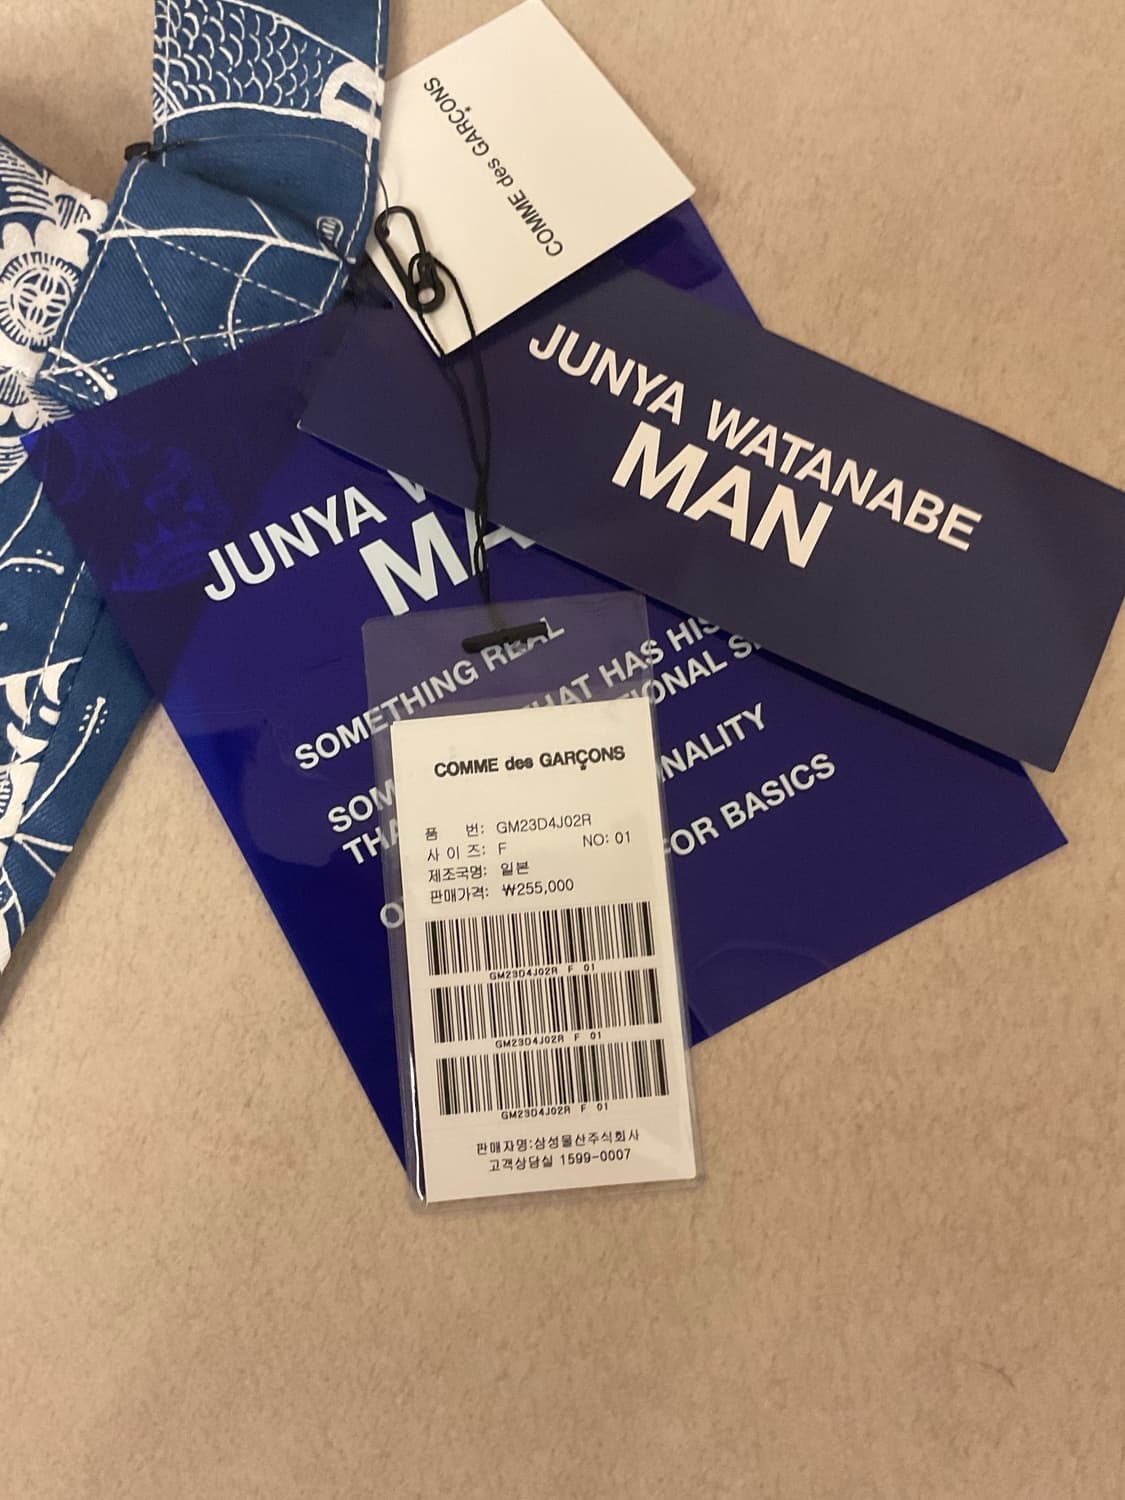 COMME des GARÇONS
JUNYA WATANABE
MAN
JUNYA
MA
SOMETHING REAL
SOM
THAT HAS HIS
THA
TIONAL
NALITY
FOR BASICS
COMME des GARÇONS
품 번: GM23D4J02R
사 이 즈: F NO: 01
제조국명: 일본
판매가격: ₩255,000
GM23D4J02R F 01
GM23D4J02R F 01
GM23D4J02R F 01
판매자명:삼성물산주식회사
고객상담실 1599-0007